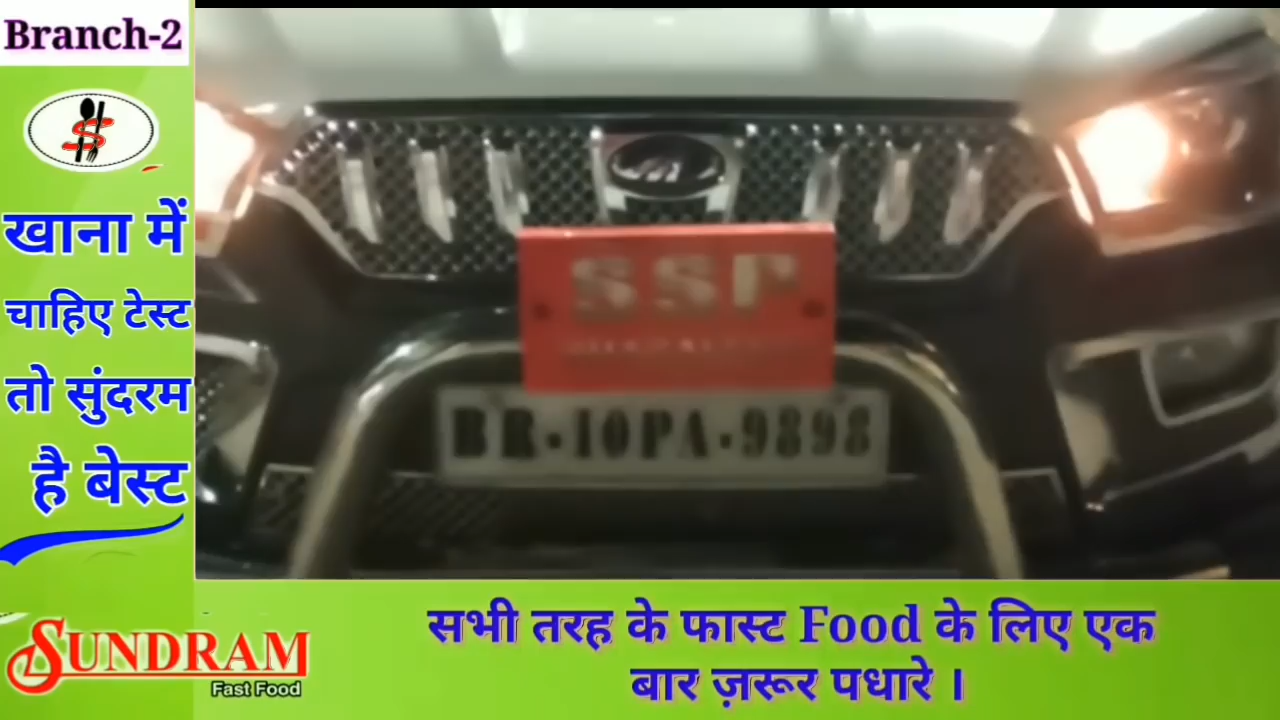 Branch-2
खाना में
चाहिए टेस्ट
तो सुंदरम
है बेस्ट
SSP
BR·10PA·9898
SUNDRAM
Fast Food
सभी तरह के फास्ट Food के लिए एक
बार ज़रूर पधारे ।